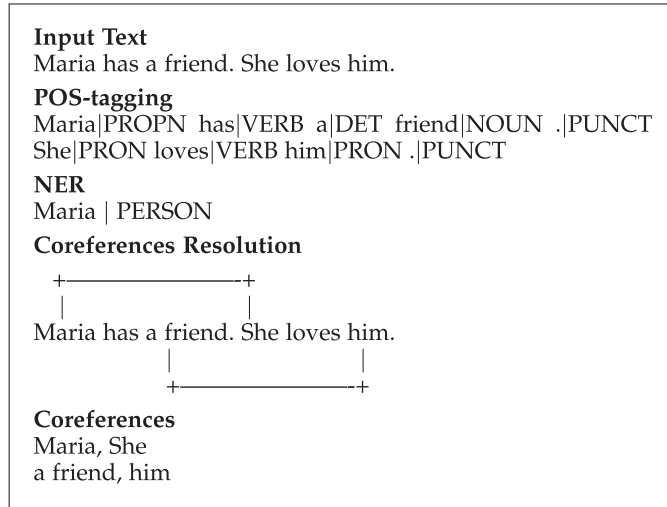 Input Text
Maria has a friend. She loves him.
POS-tagging
Maria|PROPN has|VERB a|DET friend|NOUN .|PUNCT
She|PRON loves|VERB him|PRON .|PUNCT
NER
Maria | PERSON
Coreferences Resolution
+—————————-+
| |
Maria has a friend. She loves him.
| |
+—————————-+
Coreferences
Maria, She
a friend, him